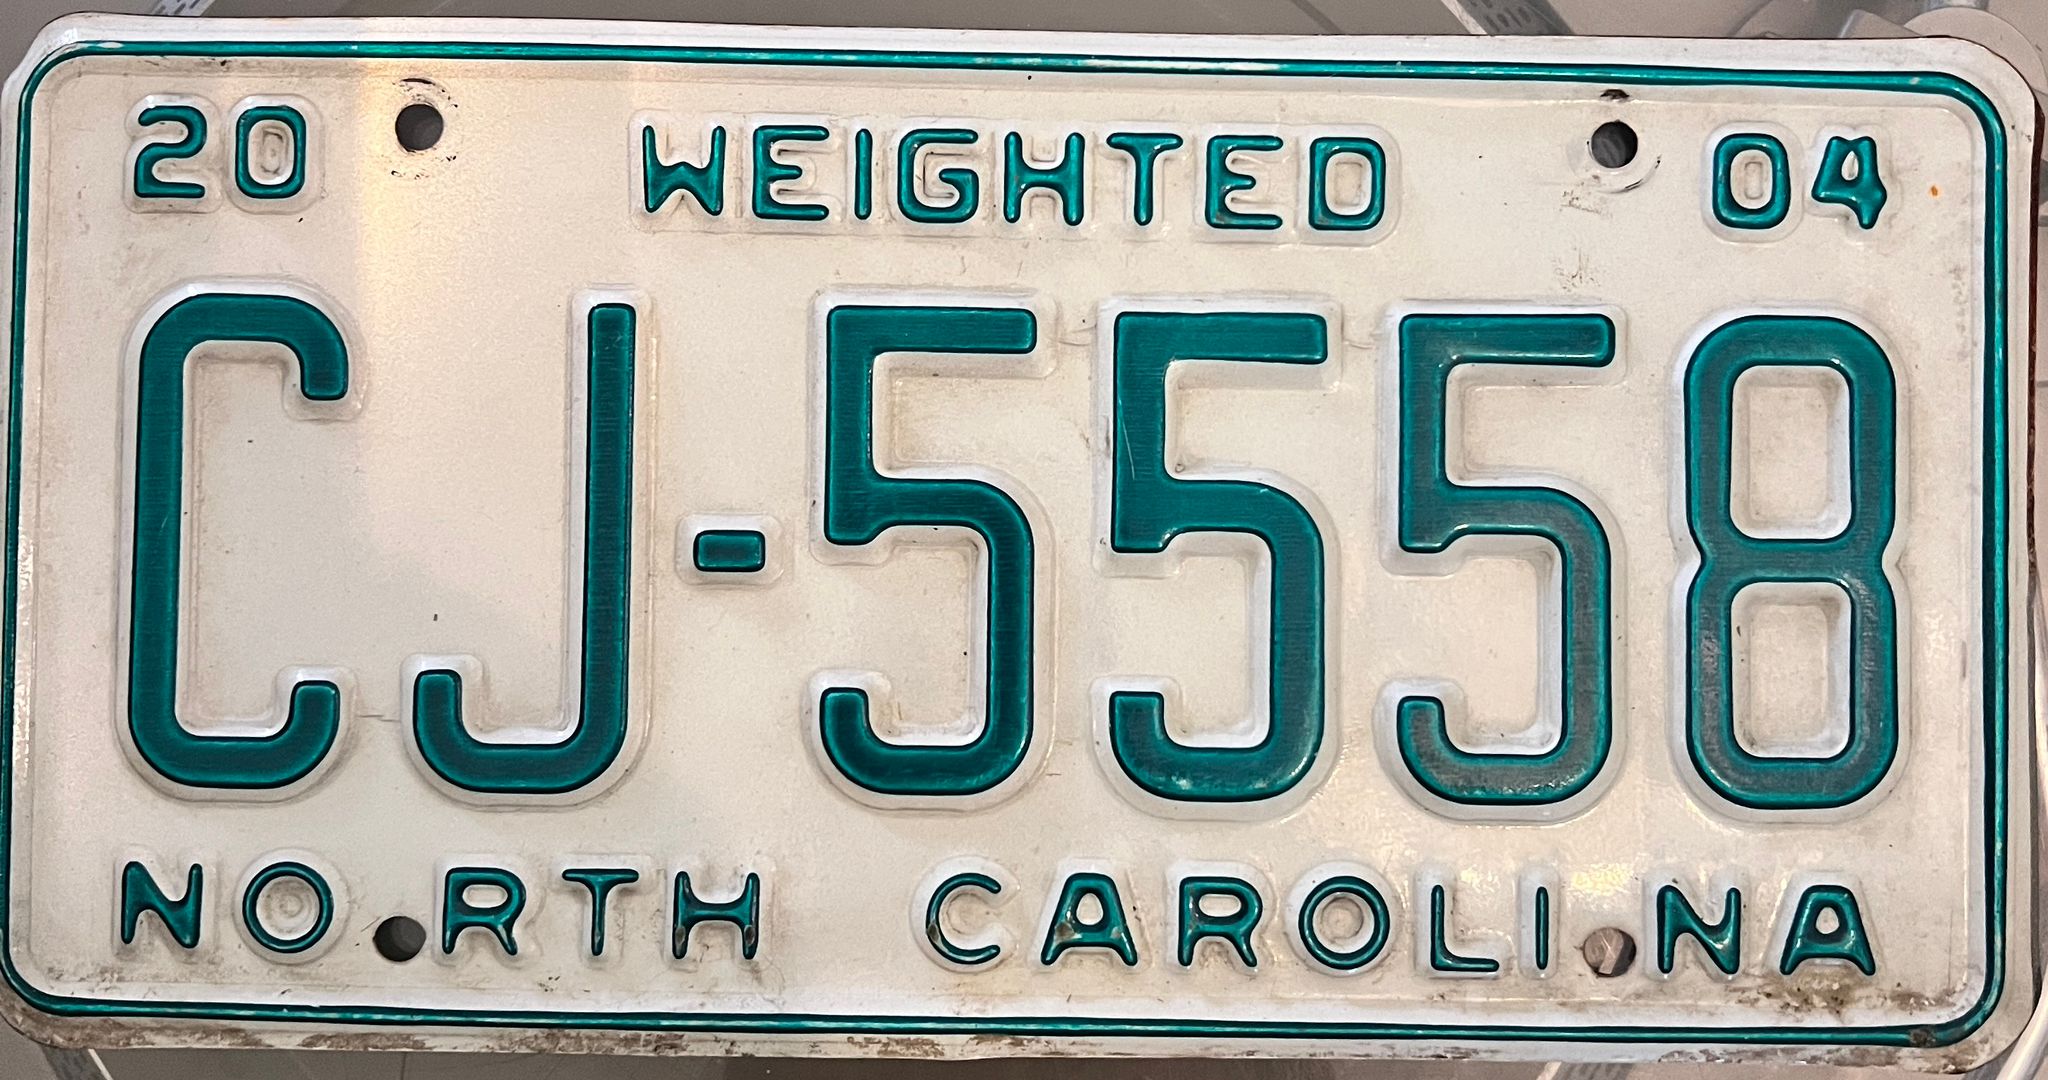 20 WEIGHTED 04
CJ-5558
NORTH CAROLINA